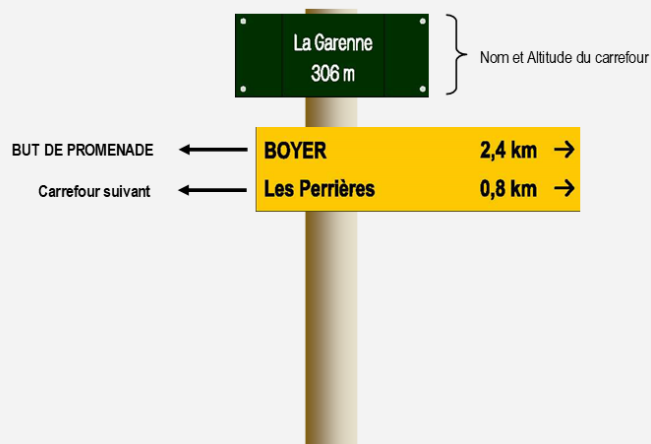 La Garenne
306 m
Nom et Altitude du carrefour
BUT DE PROMENADE
BOYER 2,4 km →
Carrefour suivant
Les Perrières 0,8 km →